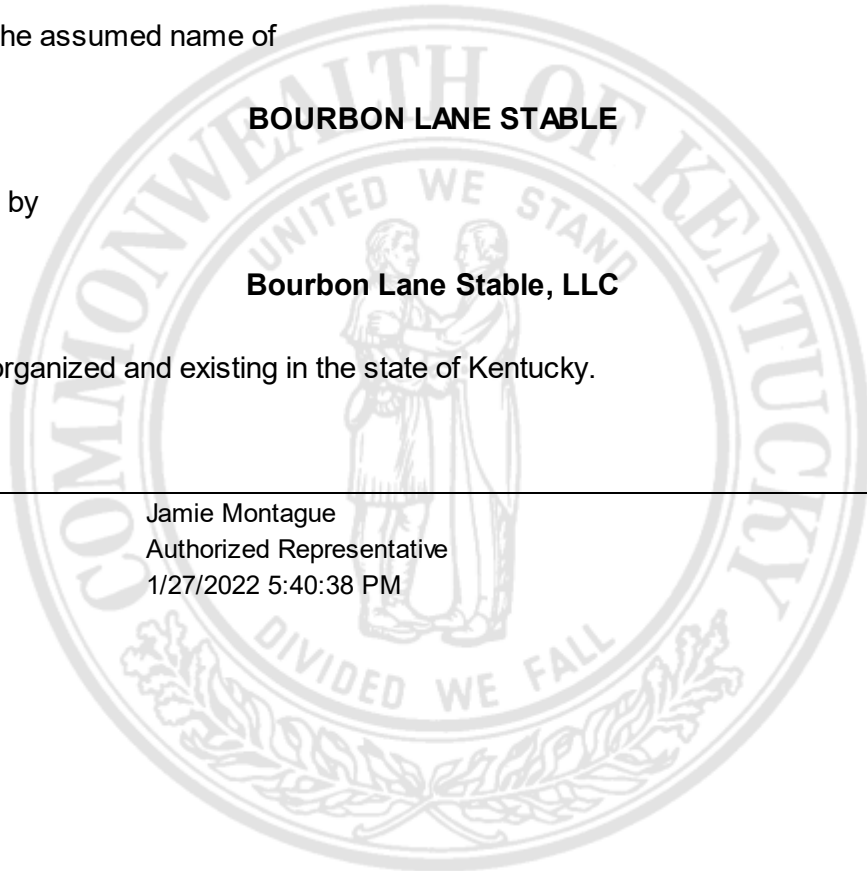 he assumed name of
BOURBON LANE STABLE
by
Bourbon Lane Stable, LLC
organized and existing in the state of Kentucky.
Jamie Montague
Authorized Representative
1/27/2022 5:40:38 PM
COMMONWEALTH OF KENTUCKY
UNITED WE STAND
DIVIDED WE FALL